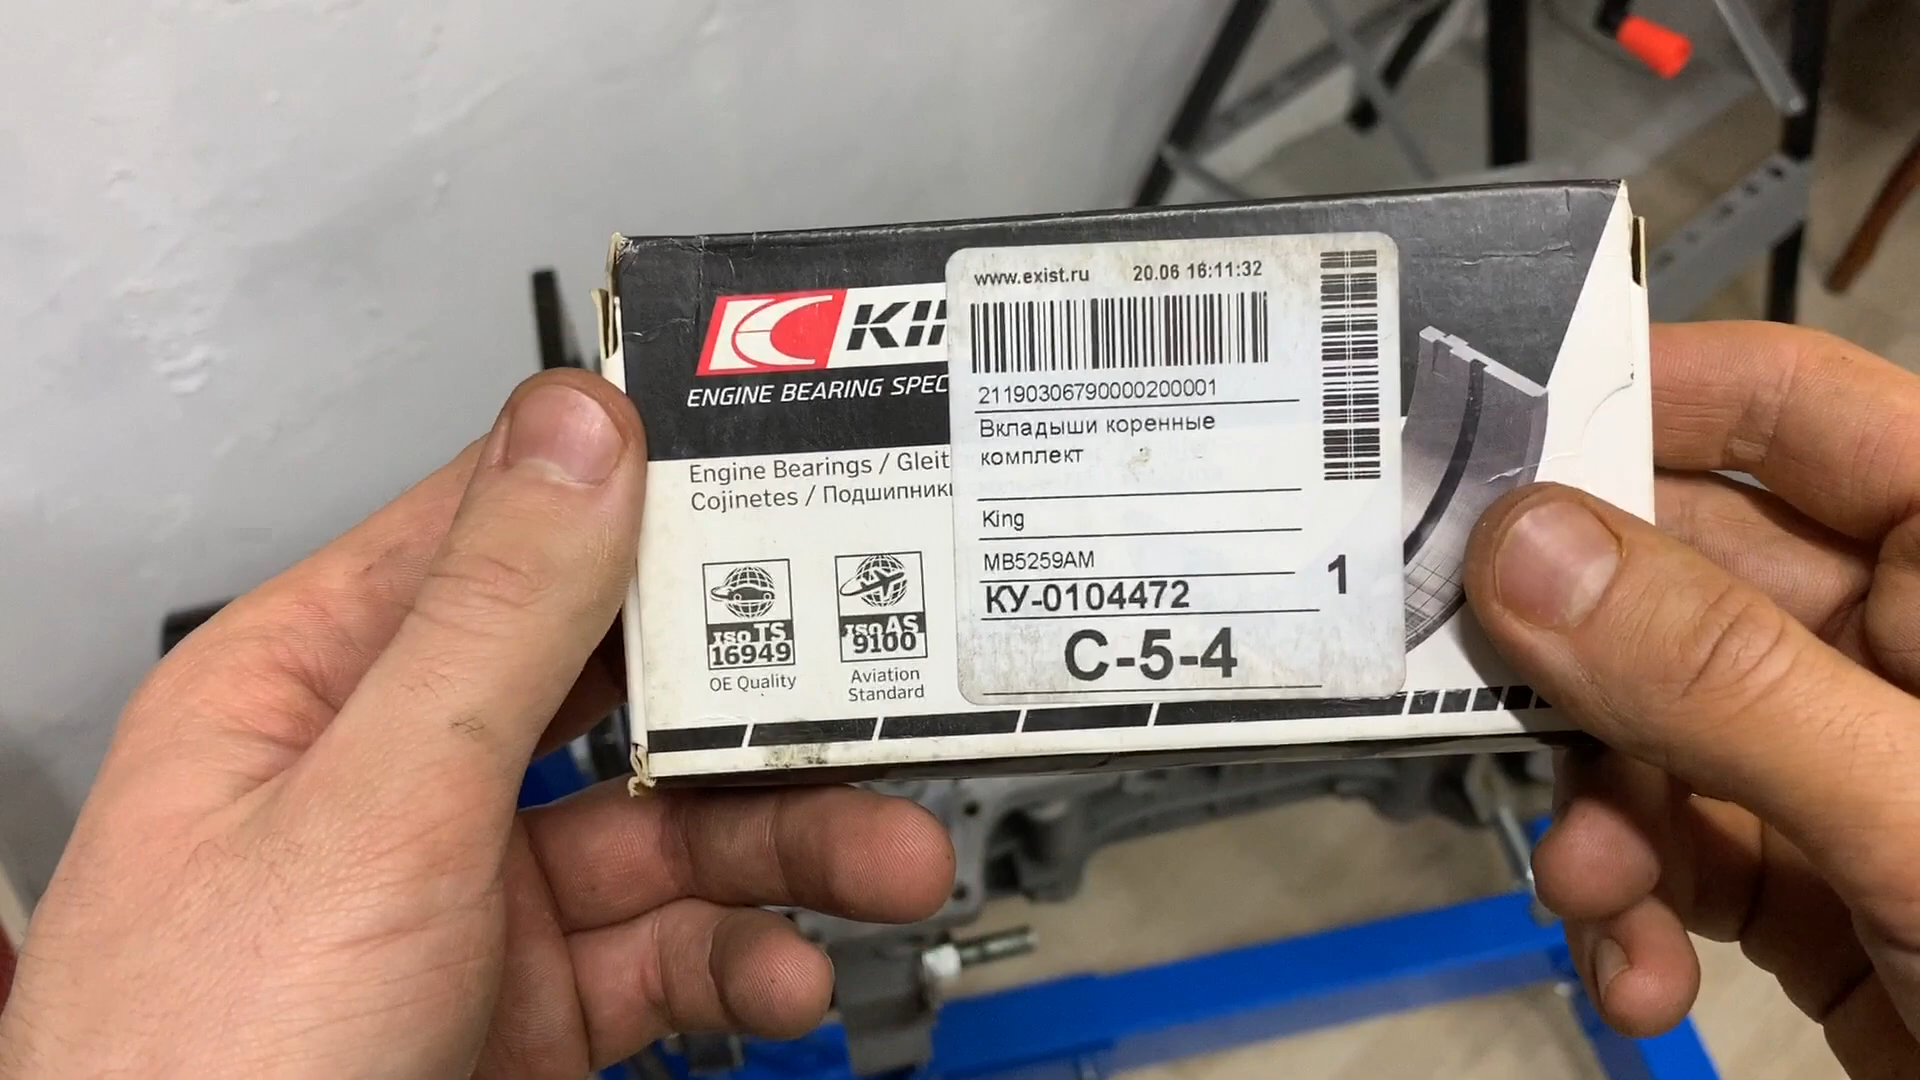 KI
ENGINE BEARING SPEC
Engine Bearings / Gleit
Cojinetes / Подшипники
ISO TS
16949
OE Quality
ISO AS
9100
Aviation
Standard
www.exist.ru 20.06 16:11:32
21190306790000200001
Вкладыши коренные
комплект
King
MB5259AM
КУ-0104472
1
C-5-4